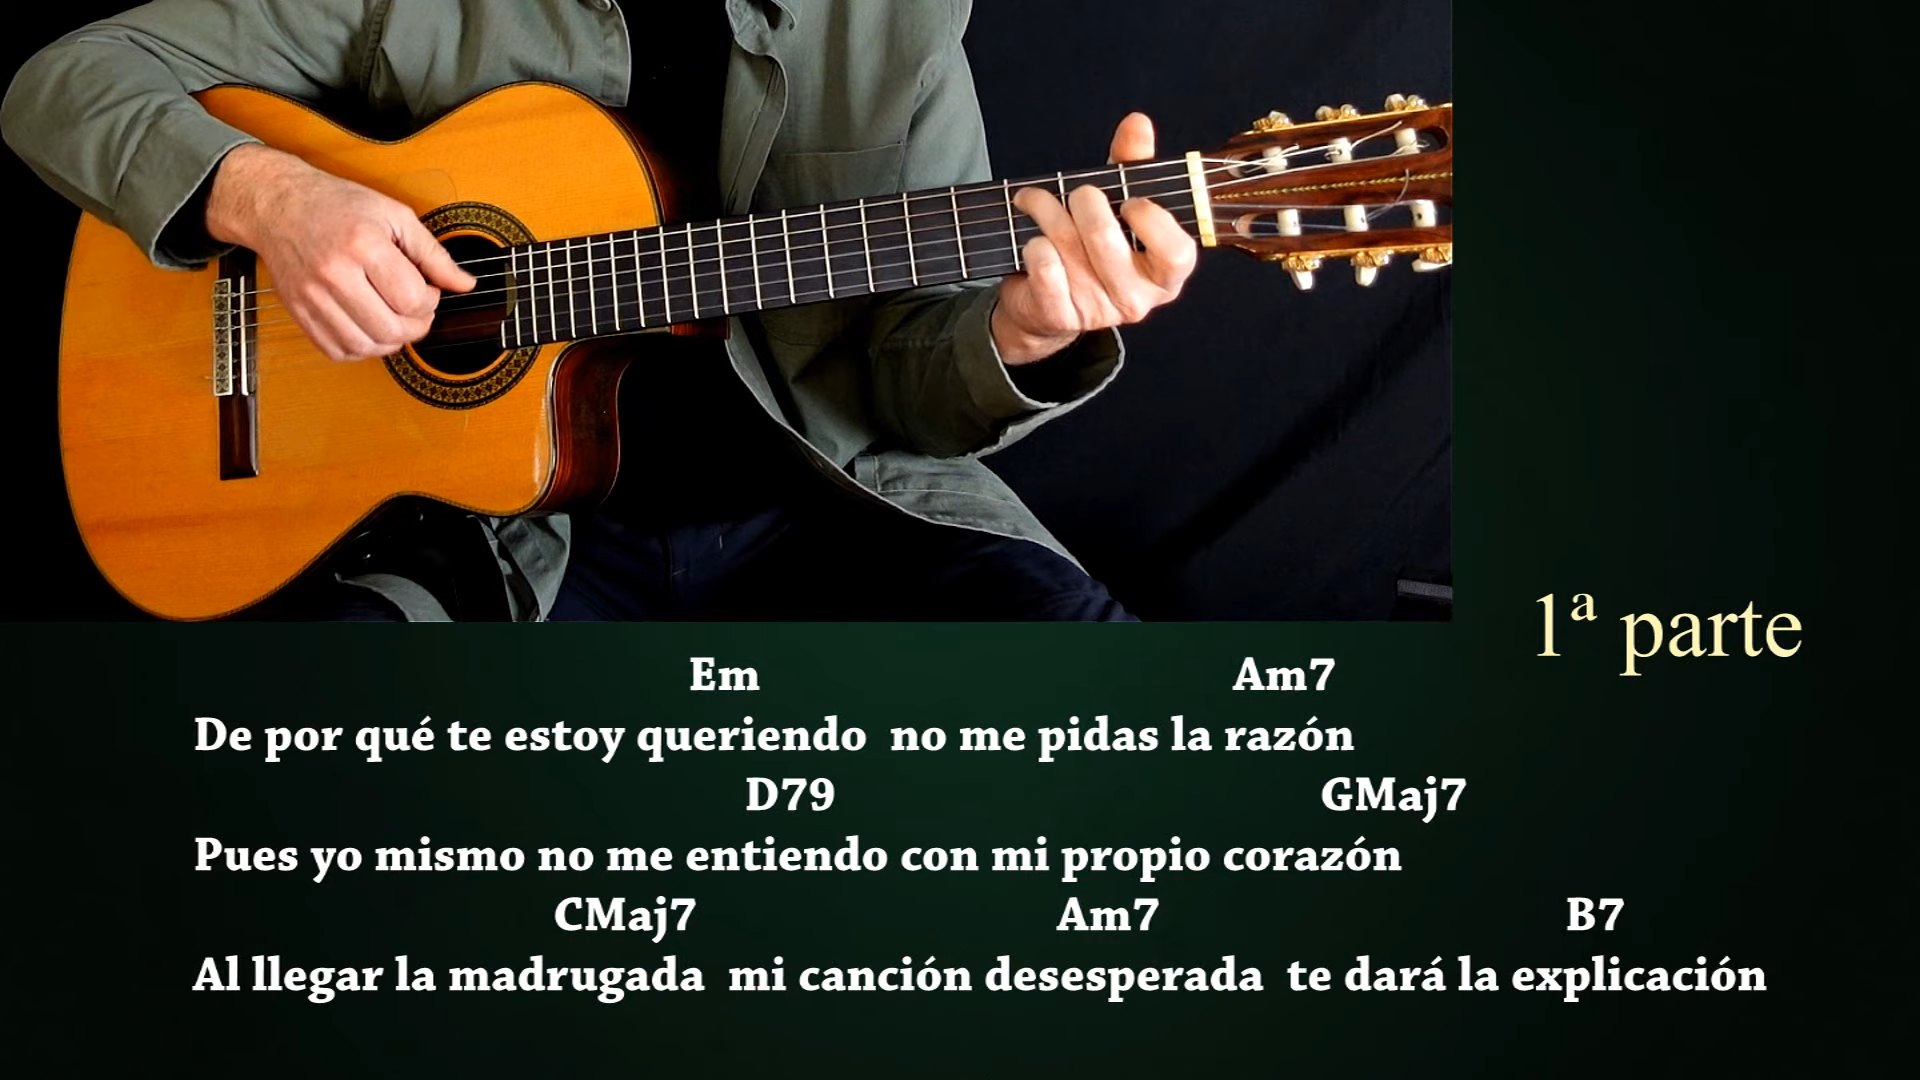 1ª parte
Em Am7
De por qué te estoy queriendo no me pidas la razón
D79 GMaj7
Pues yo mismo no me entiendo con mi propio corazón
CMaj7 Am7 B7
Al llegar la madrugada mi canción desesperada te dará la explicación